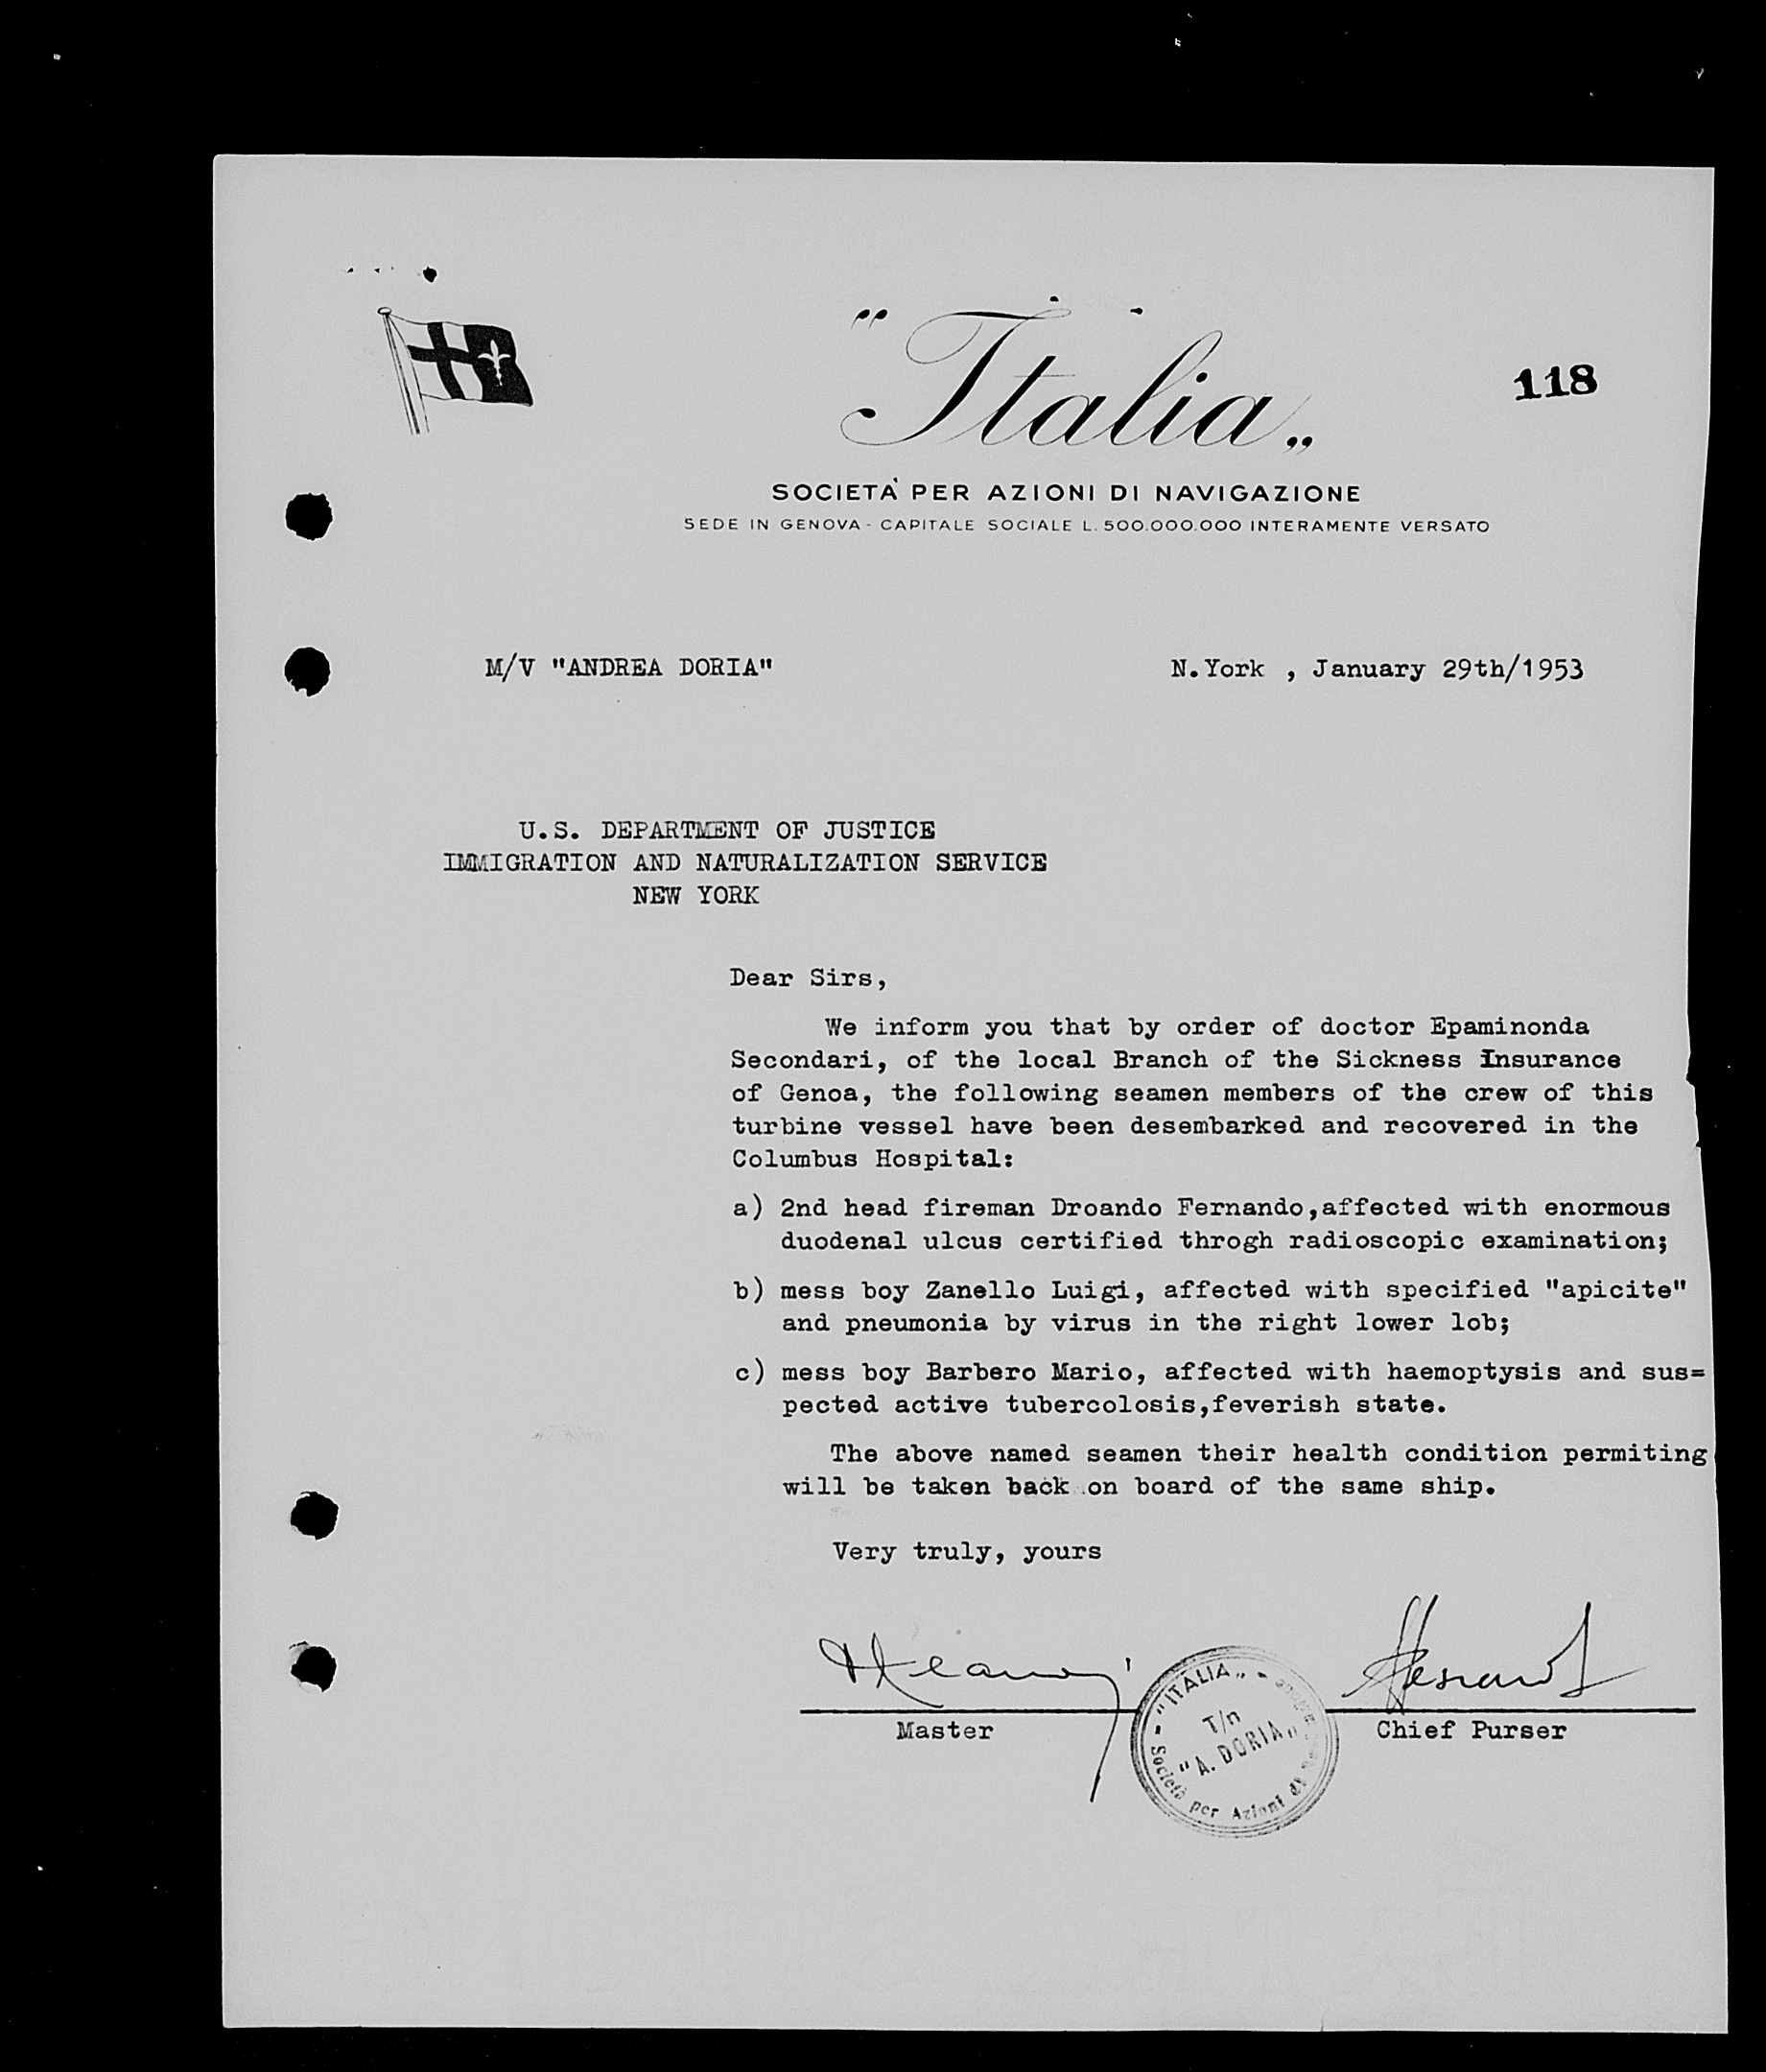 "Italia„
118
SOCIETÀ PER AZIONI DI NAVIGAZIONE
SEDE IN GENOVA - CAPITALE SOCIALE L. 500.000.000 INTERAMENTE VERSATO
M/V "ANDREA DORIA" N.York , January 29th/1953
U.S. DEPARTMENT OF JUSTICE
IMMIGRATION AND NATURALIZATION SERVICE
NEW YORK
Dear Sirs,
We inform you that by order of doctor Epaminonda
Secondari, of the local Branch of the Sickness Insurance
of Genoa, the following seamen members of the crew of this
turbine vessel have been desembarked and recovered in the
Columbus Hospital:
a) 2nd head fireman Droando Fernando,affected with enormous
duodenal ulcus certified throgh radioscopic examination;
b) mess boy Zanello Luigi, affected with specified "apicite"
and pneumonia by virus in the right lower lob;
c) mess boy Barbero Mario, affected with haemoptysis and sus=
pected active tubercolosis,feverish state.
The above named seamen their health condition permiting
will be taken back on board of the same ship.
Very truly, yours
Master
Chief Purser
"ITALIA„
Società per Azioni di
T/n
"A. DORIA„